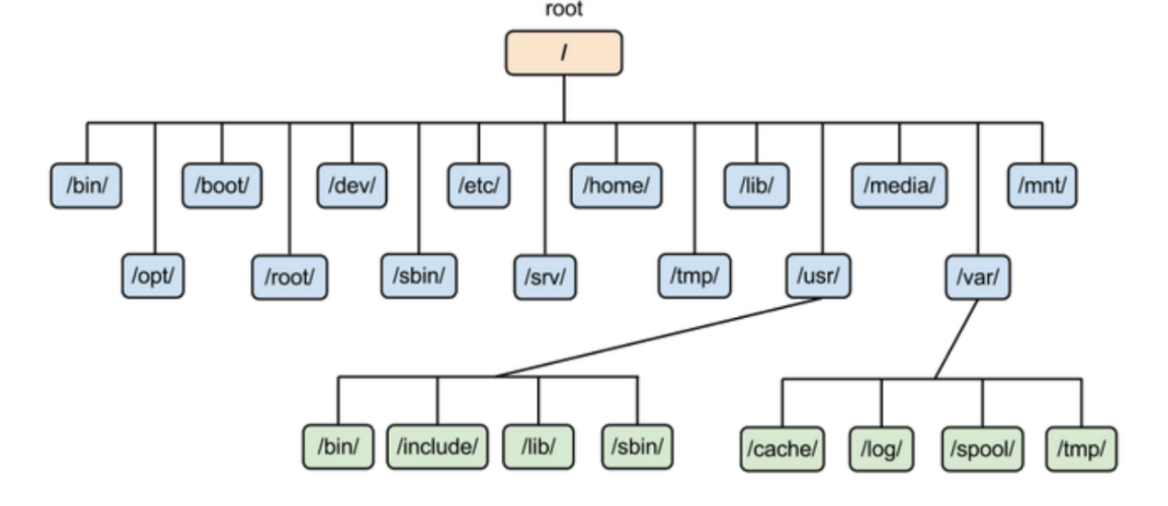 root
/
/bin/ /boot/ /dev/ /etc/ /home/ /lib/ /media/ /mnt/
/opt/ /root/ /sbin/ /srv/ /tmp/ /usr/ /var/
/bin/ /include/ /lib/ /sbin/ /cache/ /log/ /spool/ /tmp/